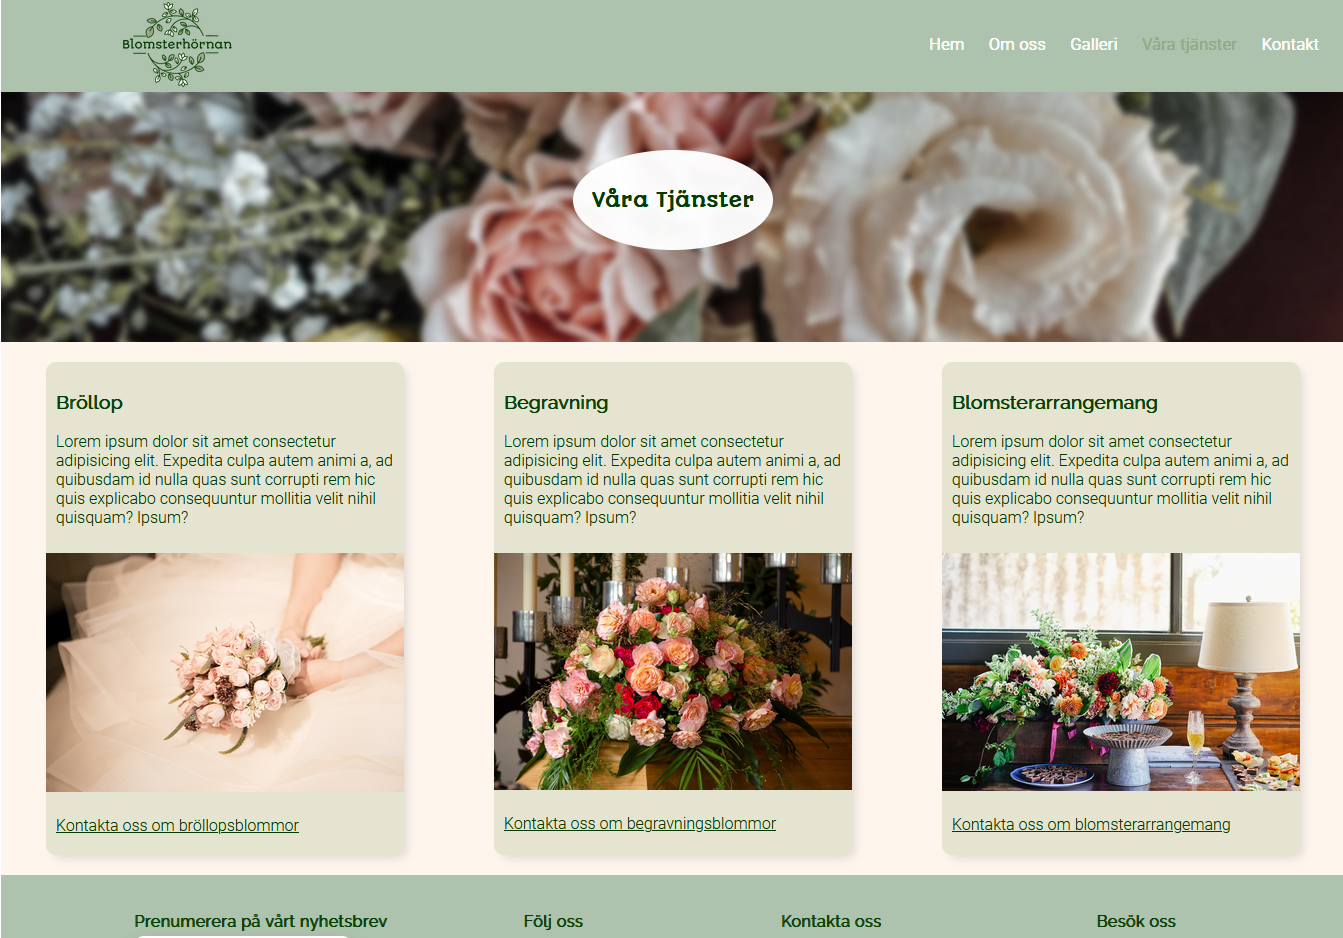 Blomsterhörnan
Hem Om oss Galleri Våra tjänster Kontakt
Våra Tjänster
Bröllop
Lorem ipsum dolor sit amet consectetur
adipisicing elit. Expedita culpa autem animi a, ad
quibusdam id nulla quas sunt corrupti rem hic
quis explicabo consequuntur mollitia velit nihil
quisquam? Ipsum?
Kontakta oss om bröllopsblommor
Begravning
Lorem ipsum dolor sit amet consectetur
adipisicing elit. Expedita culpa autem animi a, ad
quibusdam id nulla quas sunt corrupti rem hic
quis explicabo consequuntur mollitia velit nihil
quisquam? Ipsum?
Kontakta oss om begravningsblommor
Blomsterarrangemang
Lorem ipsum dolor sit amet consectetur
adipisicing elit. Expedita culpa autem animi a, ad
quibusdam id nulla quas sunt corrupti rem hic
quis explicabo consequuntur mollitia velit nihil
quisquam? Ipsum?
Kontakta oss om blomsterarrangemang
Prenumerera på vårt nyhetsbrev
Följ oss
Kontakta oss
Besök oss